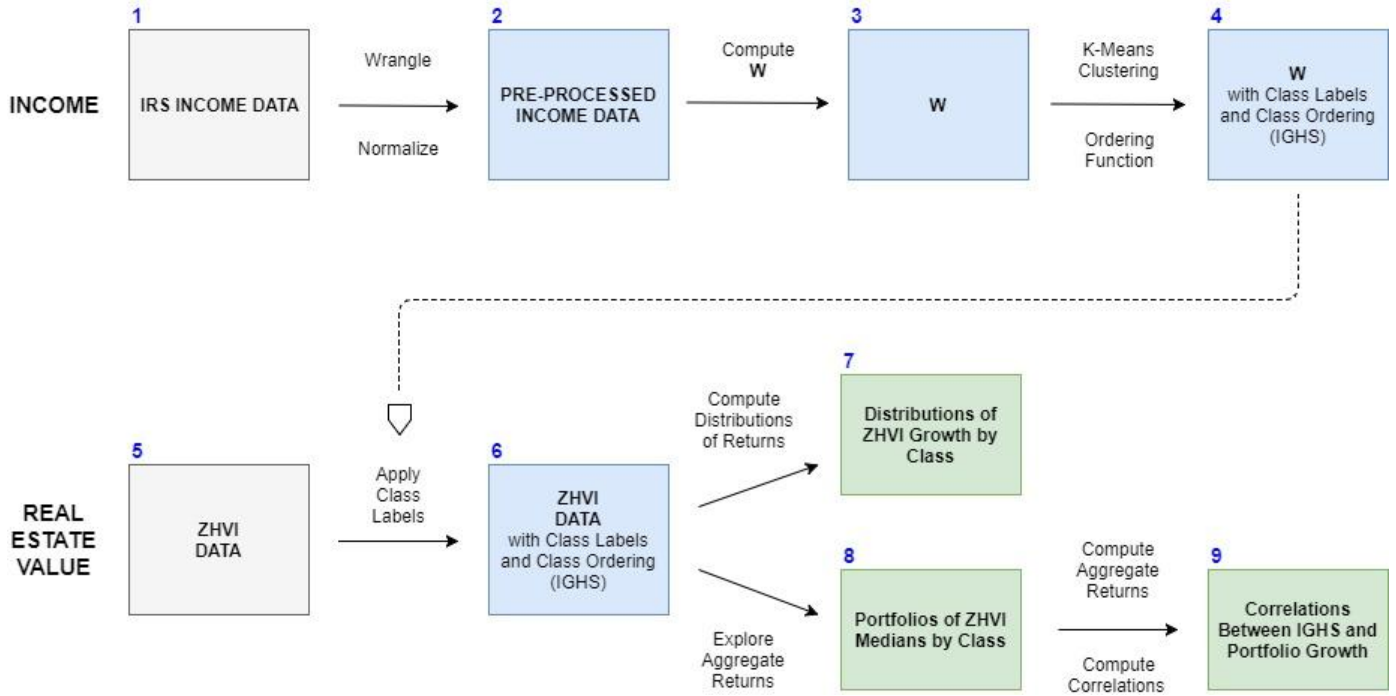 1
2
3
4
INCOME
IRS INCOME DATA
Wrangle
Normalize
PRE-PROCESSED
INCOME DATA
Compute
W
W
K-Means
Clustering
Ordering
Function
W
with Class Labels
and Class Ordering
(IGHS)
REAL
ESTATE
VALUE
5
ZHVI
DATA
Apply
Class
Labels
6
ZHVI
DATA
with Class Labels
and Class Ordering
(IGHS)
Compute
Distributions
of Returns
7
Distributions of
ZHVI Growth by
Class
Explore
Aggregate
Returns
8
Portfolios of ZHVI
Medians by Class
Compute
Aggregate
Returns
Compute
Correlations
9
Correlations
Between IGHS and
Portfolio Growth